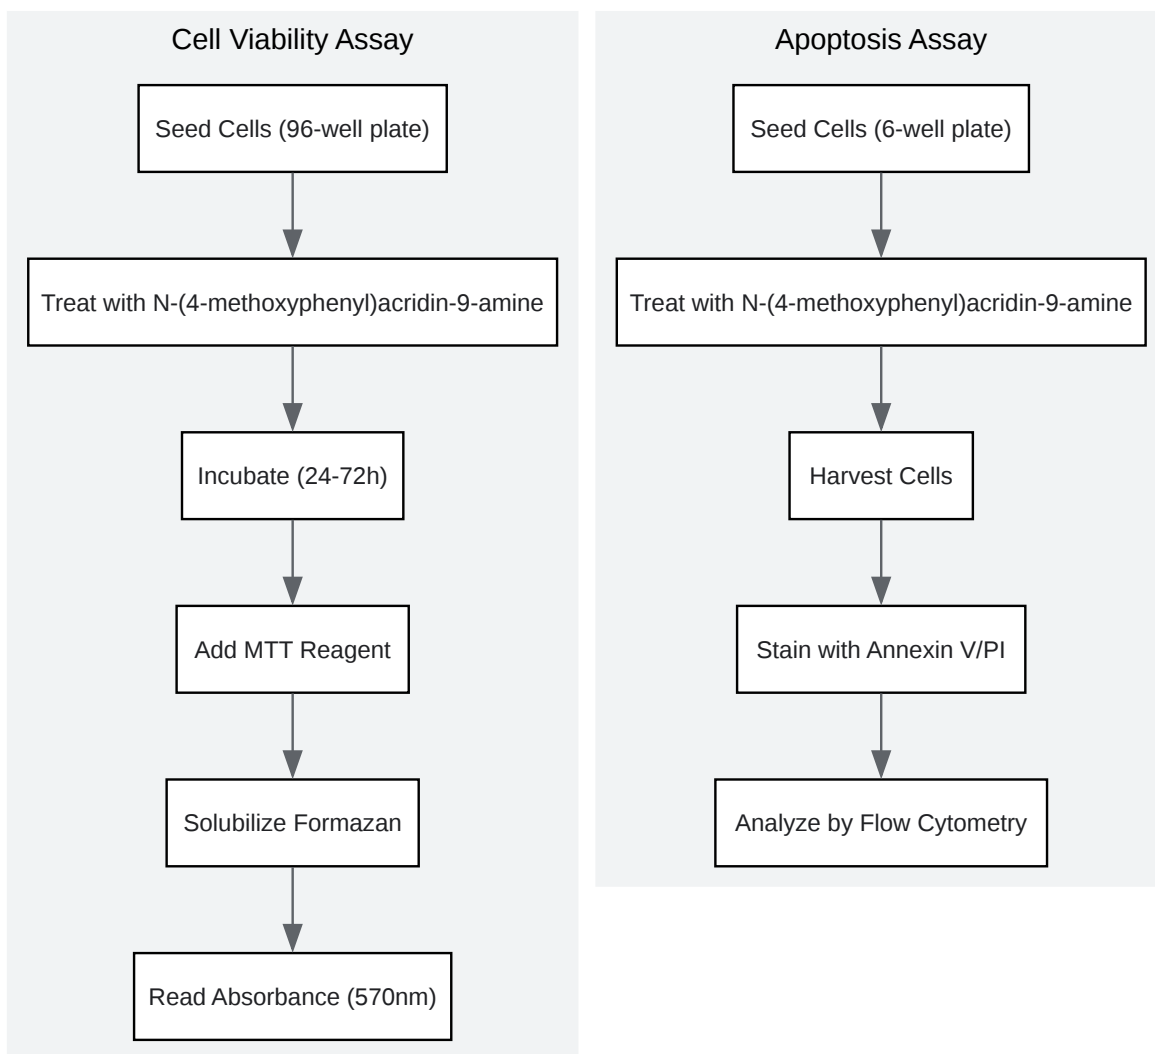 Cell Viability Assay
Seed Cells (96-well plate)
Treat with N-(4-methoxyphenyl)acridin-9-amine
Incubate (24-72h)
Add MTT Reagent
Solubilize Formazan
Read Absorbance (570nm)
Apoptosis Assay
Seed Cells (6-well plate)
Treat with N-(4-methoxyphenyl)acridin-9-amine
Harvest Cells
Stain with Annexin V/PI
Analyze by Flow Cytometry